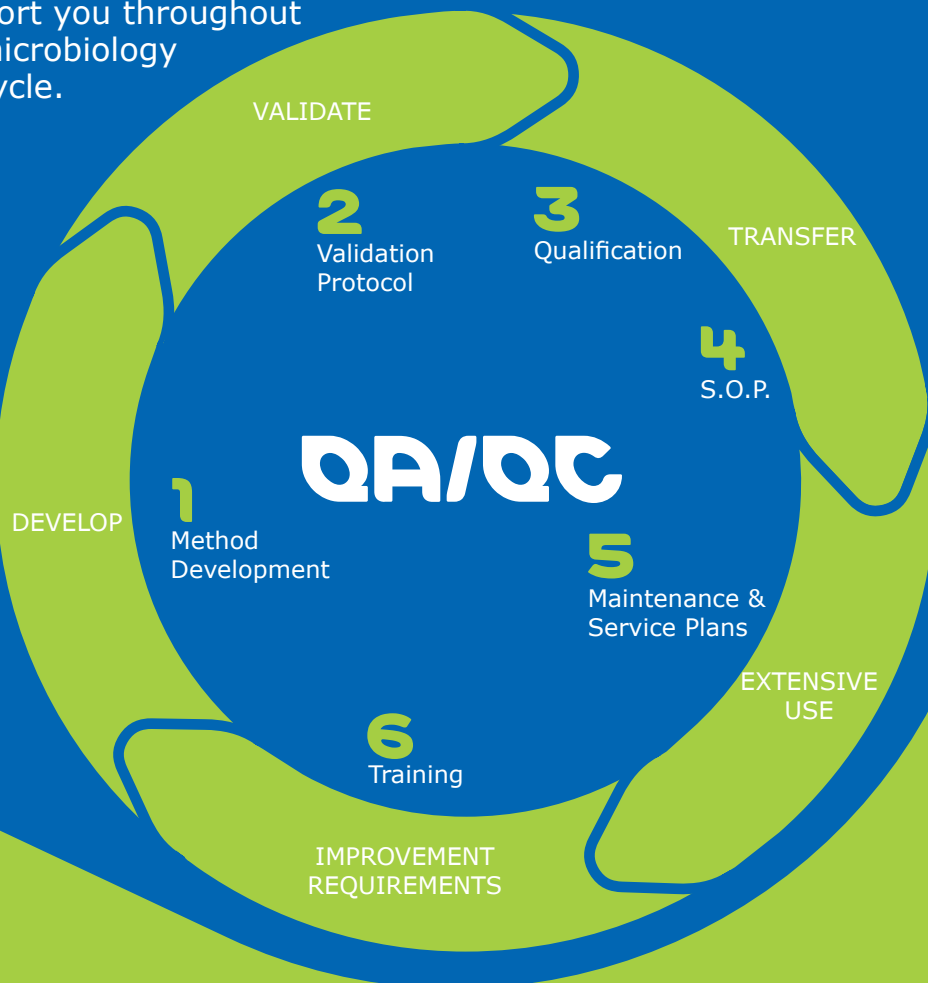 ort you throughout
icrobiology
ycle.
VALIDATE
2
Validation
Protocol
3
Qualification
TRANSFER
4
S.O.P.
QA/QC
DEVELOP
1
Method
Development
5
Maintenance &
Service Plans
EXTENSIVE
USE
6
Training
IMPROVEMENT
REQUIREMENTS